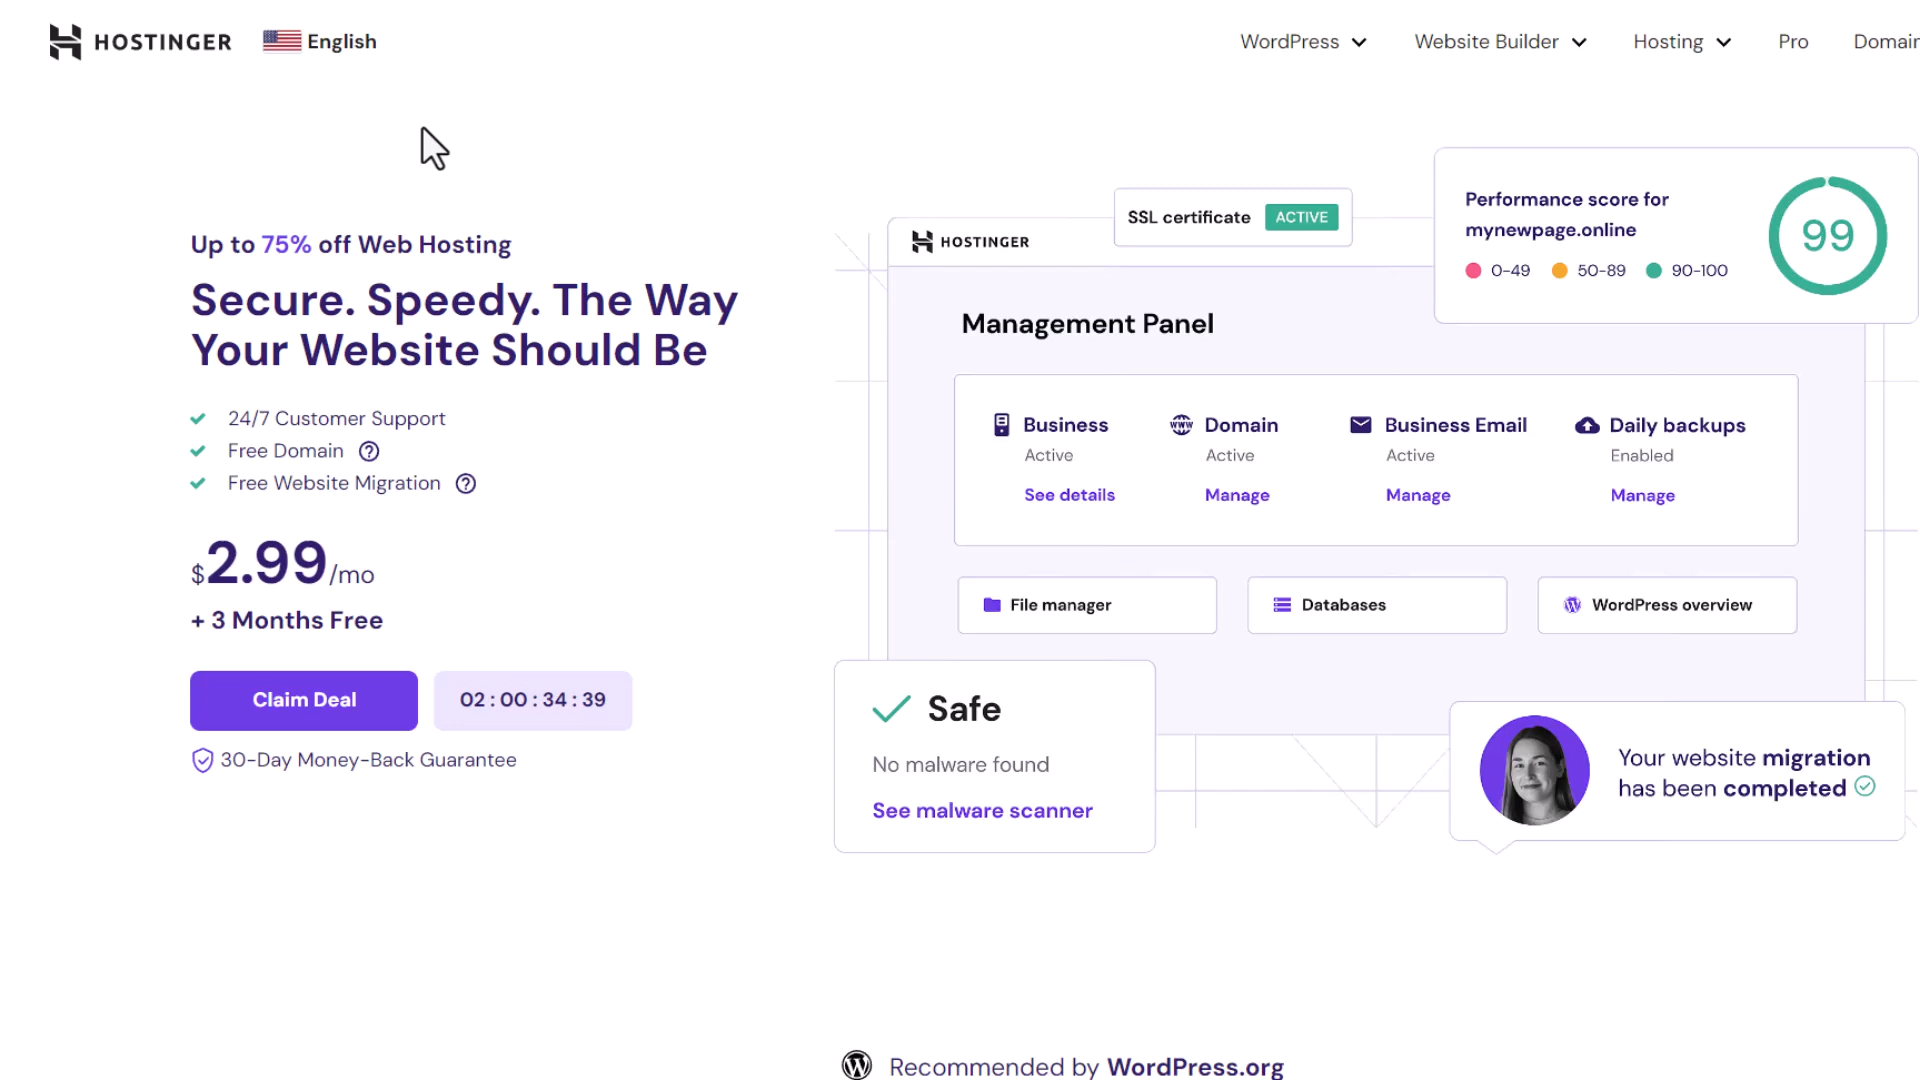 HOSTINGER
English
WordPress
Website Builder
Hosting
Pro
Domain
Up to 75% off Web Hosting
Secure. Speedy. The Way
Your Website Should Be
24/7 Customer Support
Free Domain
Free Website Migration
$2.99/mo
+ 3 Months Free
Claim Deal
02 : 00 : 34 : 39
30-Day Money-Back Guarantee
SSL certificate ACTIVE
HOSTINGER
Performance score for
mynewpage.online
0-49 50-89 90-100
99
Management Panel
Business
Active
See details
Domain
Active
Manage
Business Email
Active
Manage
Daily backups
Enabled
Manage
File manager
Databases
WordPress overview
Safe
No malware found
See malware scanner
Your website migration
has been completed
Recommended by WordPress.org